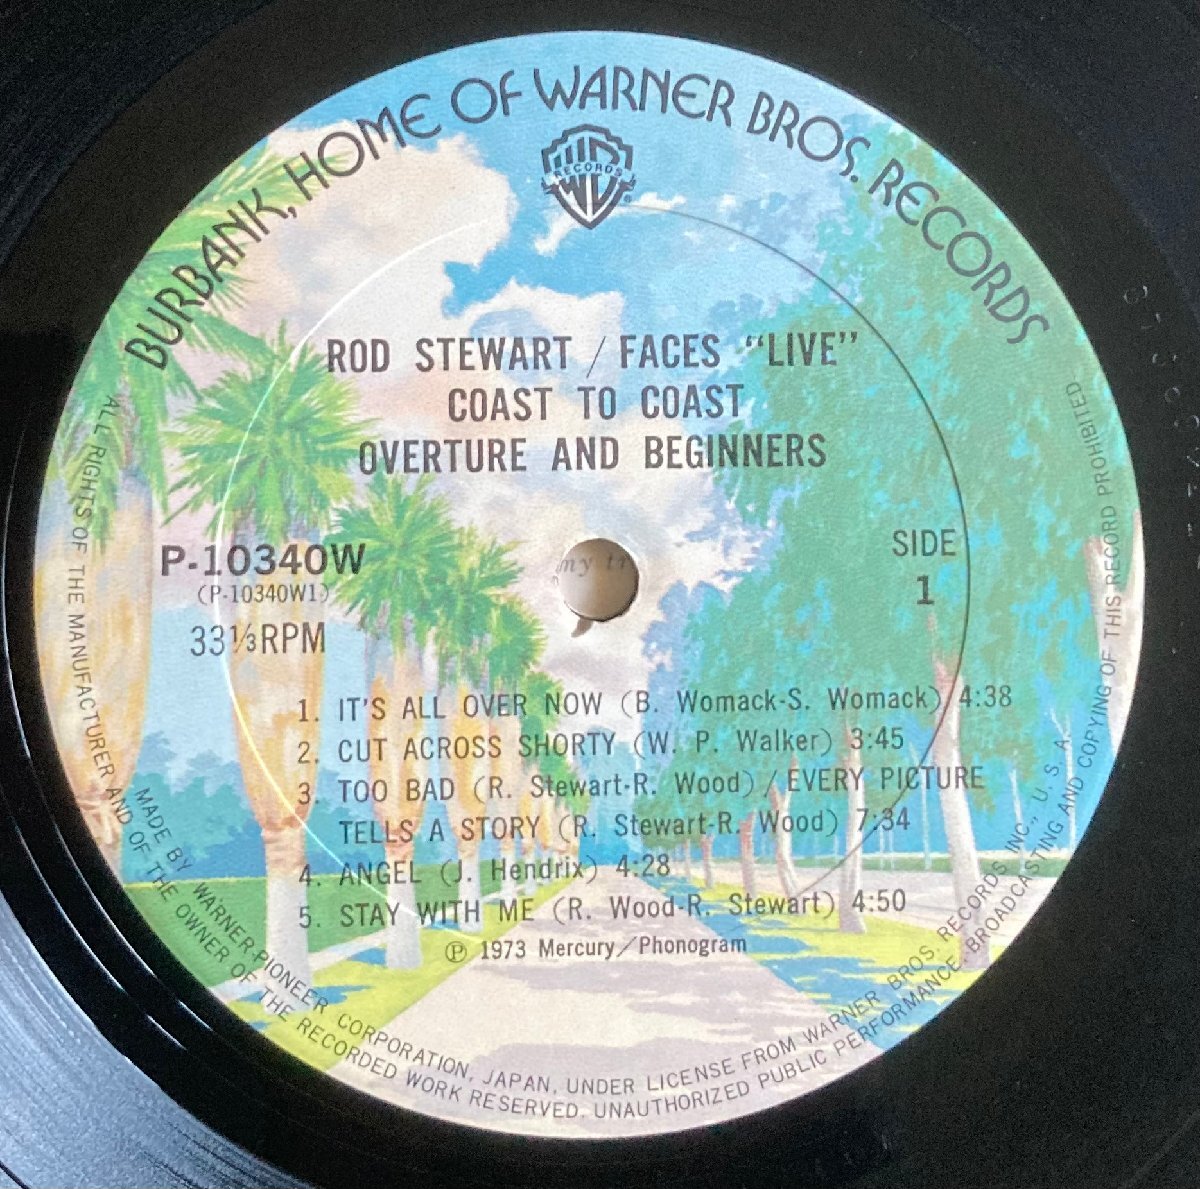 BURBANK, HOME OF WARNER BROS. RECORDS
WB
RECORDS
®
ROD STEWART / FACES "LIVE"
COAST TO COAST
OVERTURE AND BEGINNERS
P-10340W
(P-10340W1)
33⅓RPM
SIDE
1
my
1. IT'S ALL OVER NOW (B. Womack-S. Womack) 4:38
2. CUT ACROSS SHORTY (W. P. Walker) 3:45
3. TOO BAD (R. Stewart-R. Wood) / EVERY PICTURE
TELLS A STORY (R. Stewart-R. Wood) 7:34
4. ANGEL (J. Hendrix) 4:28
5. STAY WITH ME (R. Wood-R. Stewart) 4:50
Ⓟ 1973 Mercury/Phonogram
MADE BY WARNER-PIONEER CORPORATION, JAPAN, UNDER LICENSE FROM WARNER BROS. RECORDS INC., U. S. A.
ALL RIGHTS OF THE MANUFACTURER AND OF THE OWNER OF THE RECORDED WORK RESERVED. UNAUTHORIZED PUBLIC PERFORMANCE, BROADCASTING AND COPYING OF THIS RECORD PROHIBITED